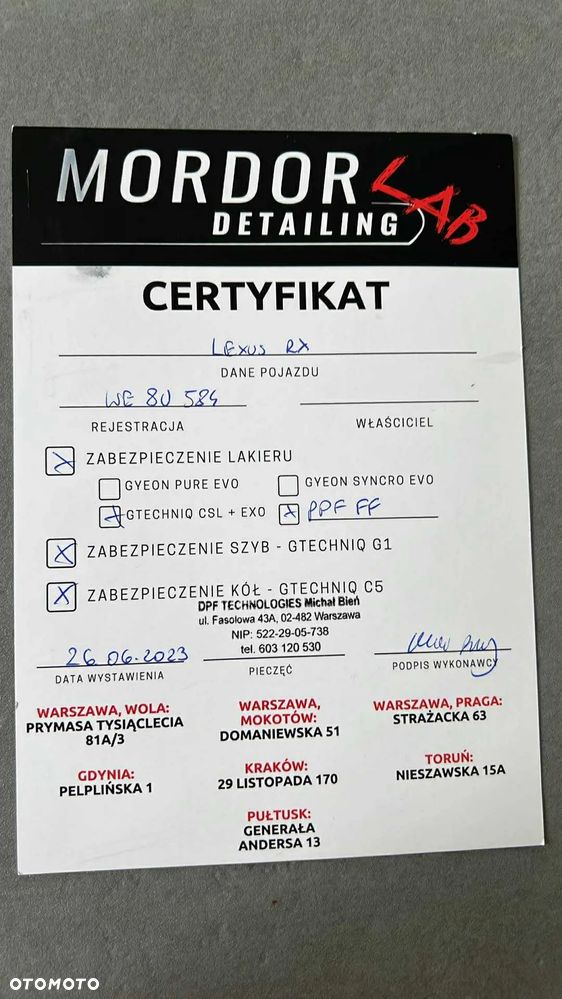 MORDOR LAB
DETAILING
CERTYFIKAT
LEXUS RX
DANE POJAZDU
WE 8U 584
REJESTRACJA WŁAŚCICIEL
ZABEZPIECZENIE LAKIERU
GYEON PURE EVO GYEON SYNCRO EVO
GTECHNIQ CSL + EXO PPF FF
ZABEZPIECZENIE SZYB - GTECHNIQ G1
ZABEZPIECZENIE KÓŁ - GTECHNIQ C5
DPF TECHNOLOGIES Michał Bień
ul. Fasolowa 43A, 02-482 Warszawa
NIP: 522-29-05-738
tel. 603 120 530
26.06.2023
DATA WYSTAWIENIA PIECZĘĆ PODPIS WYKONAWCY
WARSZAWA, WOLA:
PRYMASA TYSIĄCLECIA
81A/3
WARSZAWA,
MOKOTÓW:
DOMANIEWSKA 51
WARSZAWA, PRAGA:
STRAŻACKA 63
GDYNIA:
PELPLIŃSKA 1
KRAKÓW:
29 LISTOPADA 170
TORUŃ:
NIESZAWSKA 15A
PUŁTUSK:
GENERAŁA
ANDERSA 13
OTOMOTO